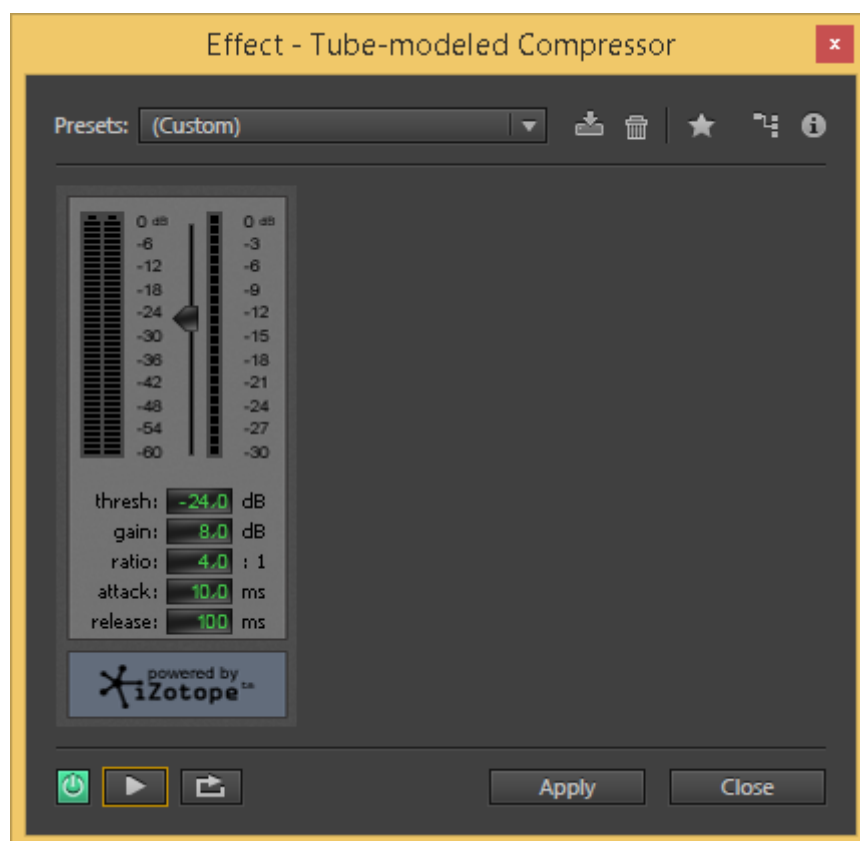 Effect - Tube-modeled Compressor
x
Presets: (Custom)
0 dB 0 dB
-6 -3
-12 -6
-18 -9
-24 -12
-30 -15
-36 -18
-42 -21
-48 -24
-54 -27
-60 -30
thresh: -24,0 dB
gain: 8,0 dB
ratio: 4,0 : 1
attack: 10,0 ms
release: 100 ms
powered by
iZotope™
Apply Close